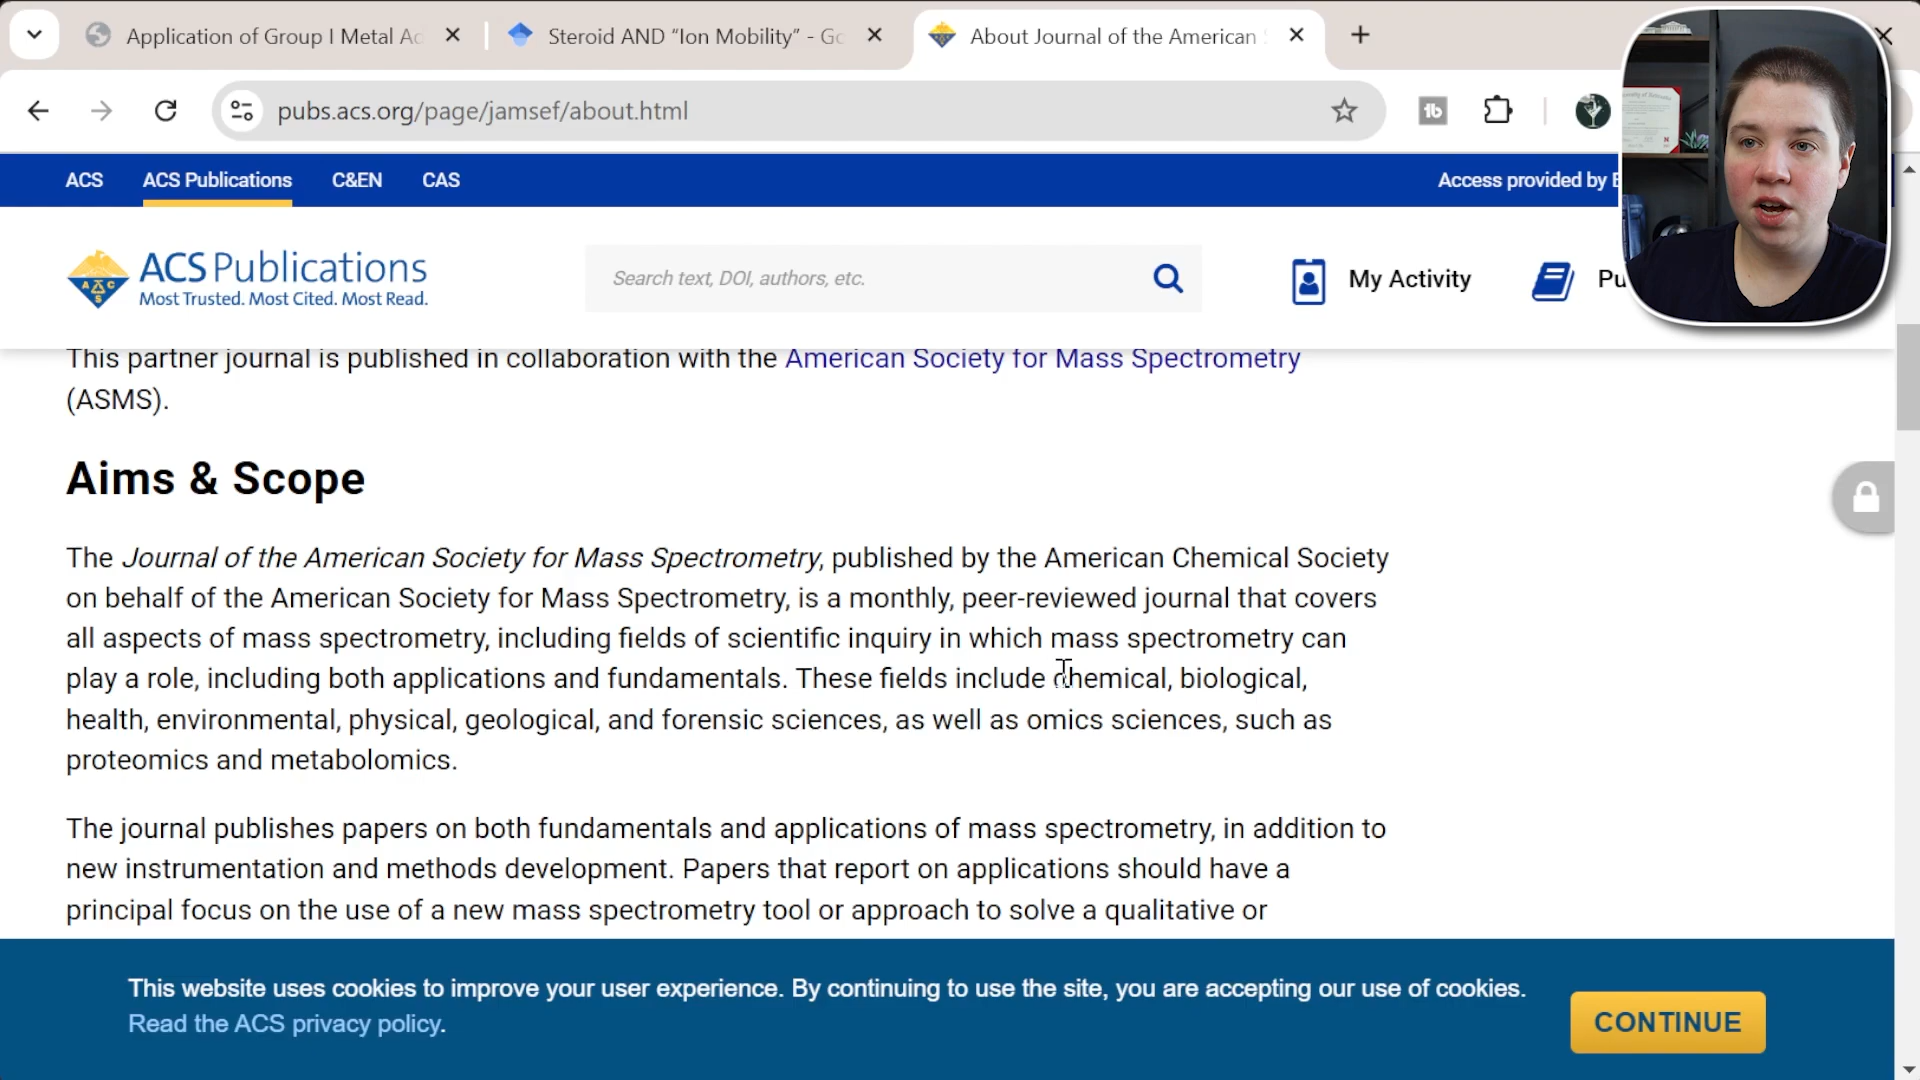 Application of Group I Metal Ad
Steroid AND “Ion Mobility” - Go
About Journal of the American
pubs.acs.org/page/jamsef/about.html
ACS
ACS Publications
C&EN
CAS
Access provided by
ACS Publications
Most Trusted. Most Cited. Most Read.
Search text, DOI, authors, etc.
My Activity
This partner journal is published in collaboration with the American Society for Mass Spectrometry
(ASMS).
Aims & Scope
The Journal of the American Society for Mass Spectrometry, published by the American Chemical Society
on behalf of the American Society for Mass Spectrometry, is a monthly, peer-reviewed journal that covers
all aspects of mass spectrometry, including fields of scientific inquiry in which mass spectrometry can
play a role, including both applications and fundamentals. These fields include chemical, biological,
health, environmental, physical, geological, and forensic sciences, as well as omics sciences, such as
proteomics and metabolomics.
The journal publishes papers on both fundamentals and applications of mass spectrometry, in addition to
new instrumentation and methods development. Papers that report on applications should have a
principal focus on the use of a new mass spectrometry tool or approach to solve a qualitative or
This website uses cookies to improve your user experience. By continuing to use the site, you are accepting our use of cookies.
Read the ACS privacy policy.
CONTINUE